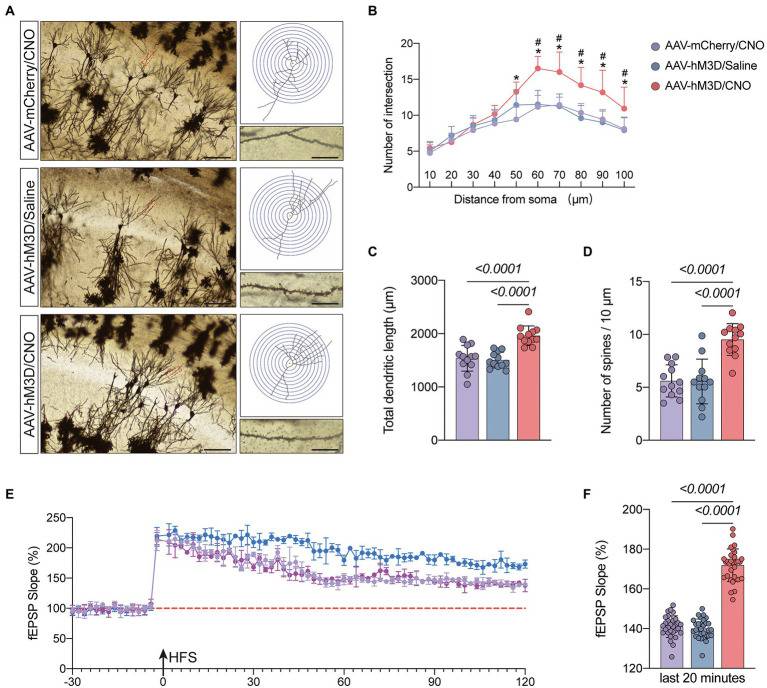 A
AAV-mCherry/CNO
AAV-hM3D/Saline
AAV-hM3D/CNO
B
Number of intersection
20
15
10
5
0
#
#
#
#
#
*
*
*
*
*
*
10 20 30 40 50 60 70 80 90 100
Distance from soma (μm)
AAV-mCherry/CNO
AAV-hM3D/Saline
AAV-hM3D/CNO
C
Total dendritic length (μm)
3000
2000
1000
0
<0.0001
<0.0001
D
Number of spines / 10 μm
15
10
5
0
<0.0001
<0.0001
E
fEPSP Slope (%)
250
200
150
100
50
0
HFS
-30 0 30 60 90 120
F
fEPSP Slope (%)
200
180
160
140
120
<0.0001
<0.0001
last 20 minutes